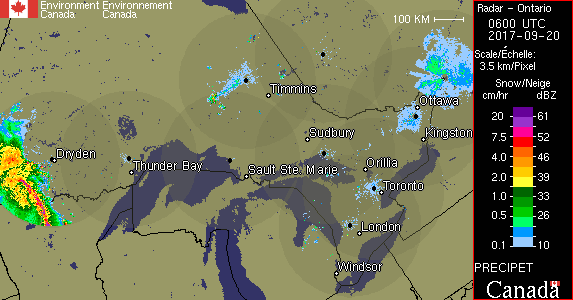 Environment Environnement
Canada Canada
100 KM
Timmins
Ottawa
Sudbury
Kingston
Dryden
Thunder Bay
Sault Ste. Marie
Orillia
Toronto
London
Windsor
Radar - Ontario
0600 UTC
2017-09-20
Scale/Échelle:
3.5 km/Pixel
Snow/Neige
cm/hr dBZ
20 61
7.5 52
4.0 46
2.0 39
1.0 33
0.5 26
0.1 10
PRECIPET
Canada